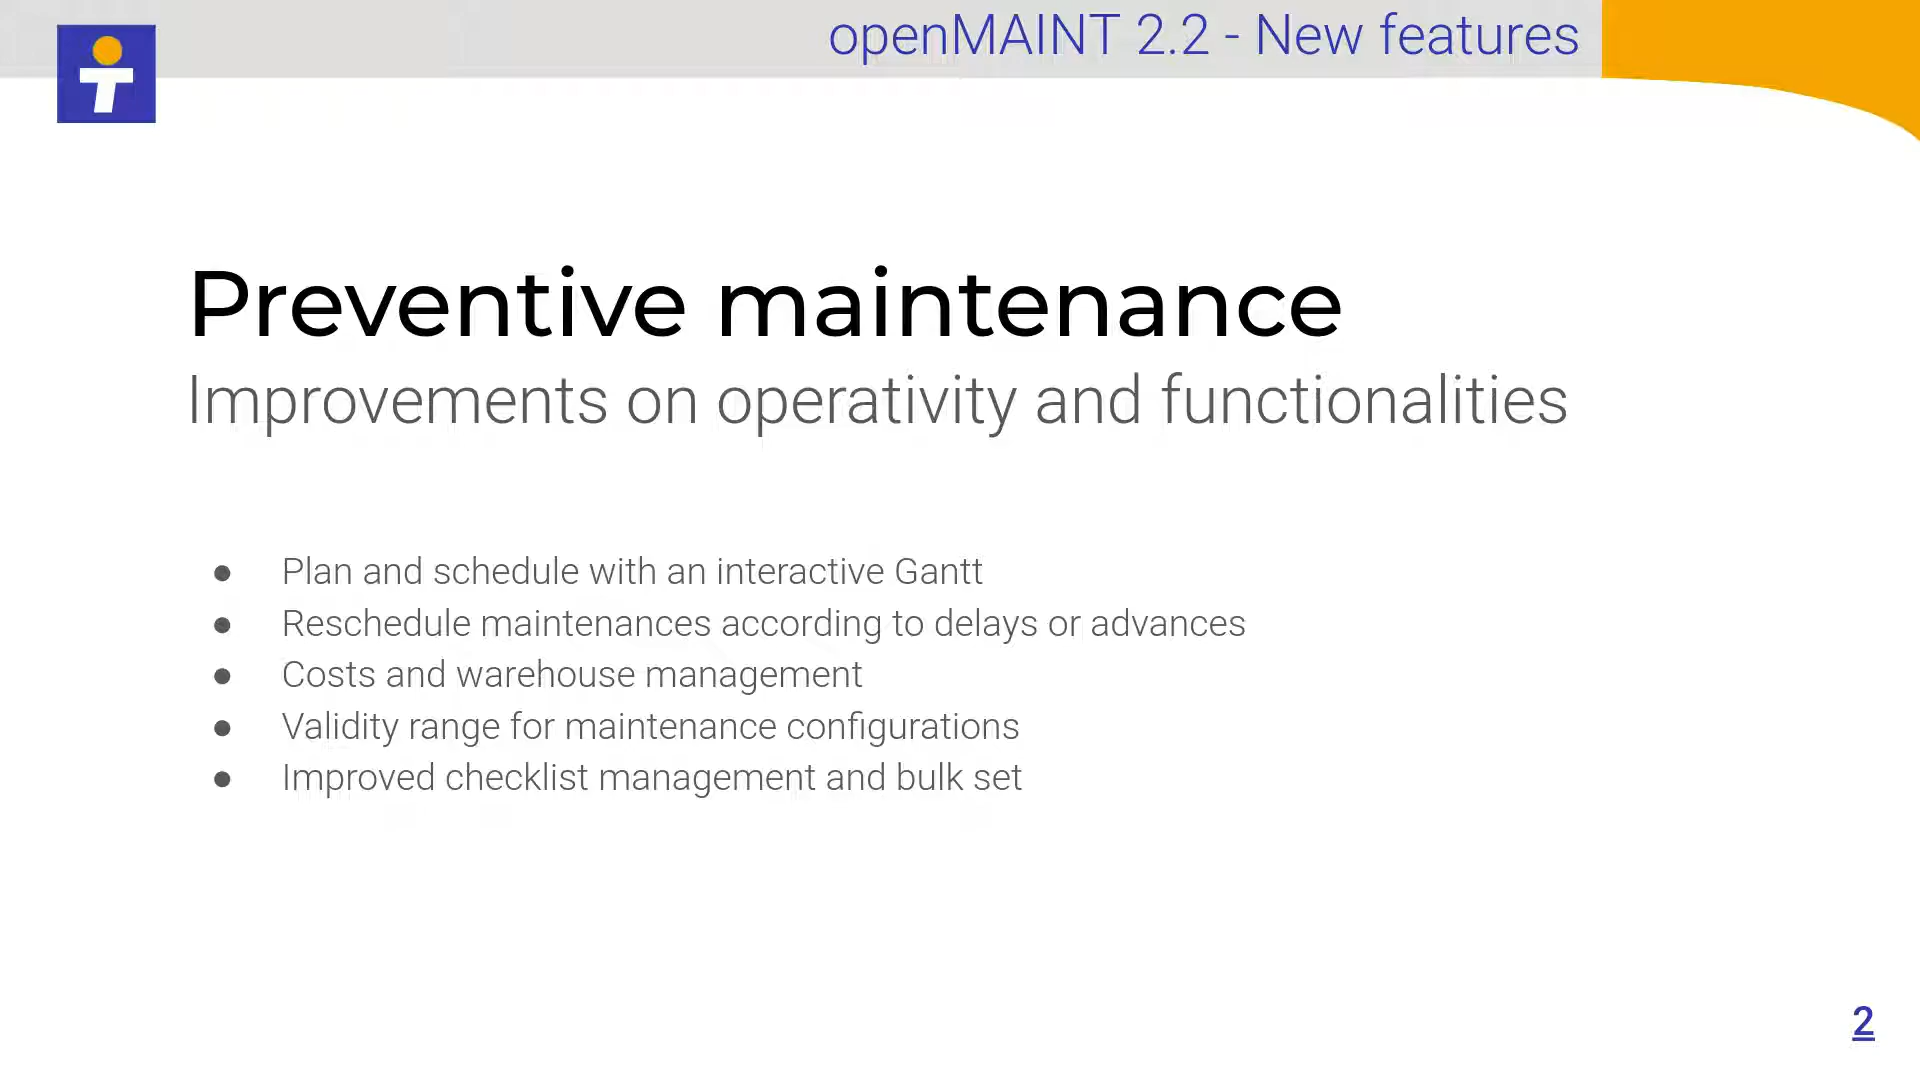 openMAINT 2.2 - New features
Preventive maintenance
Improvements on operativity and functionalities
● Plan and schedule with an interactive Gantt
● Reschedule maintenances according to delays or advances
● Costs and warehouse management
● Validity range for maintenance configurations
● Improved checklist management and bulk set
2